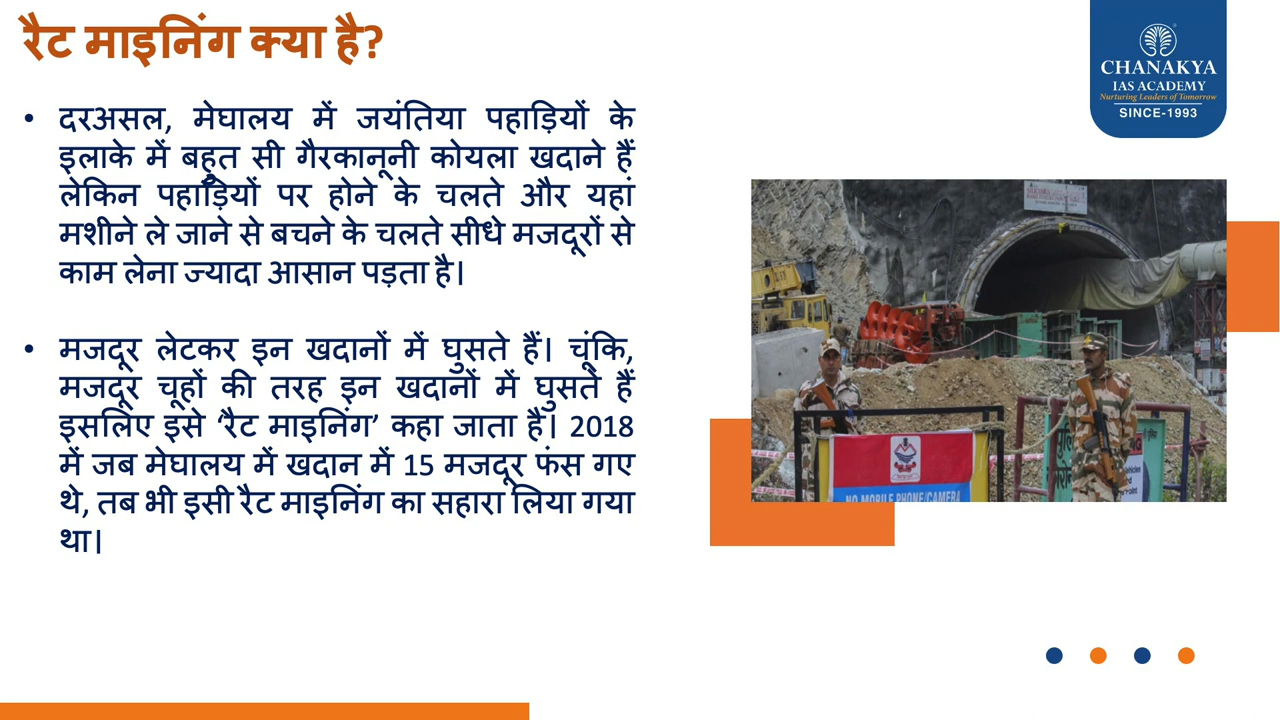 रैट माइनिंग क्या है?
CHANAKYA
IAS ACADEMY
Nurturing Leaders of Tomorrow
SINCE-1993
• दरअसल, मेघालय में जयंतिया पहाड़ियों के
इलाके में बहुत सी गैरकानूनी कोयला खदाने हैं
लेकिन पहाड़ियों पर होने के चलते और यहां
मशीने ले जाने से बचने के चलते सीधे मजदूरों से
काम लेना ज्यादा आसान पड़ता है।
• मजदूर लेटकर इन खदानों में घुसते हैं। चूंकि,
मजदूर चूहों की तरह इन खदानों में घुसते हैं
इसलिए इसे ‘रैट माइनिंग’ कहा जाता है। 2018
में जब मेघालय में खदान में 15 मजदूर फंस गए
थे, तब भी इसी रैट माइनिंग का सहारा लिया गया
था।
NO MOBILE PHONE/CAMERA